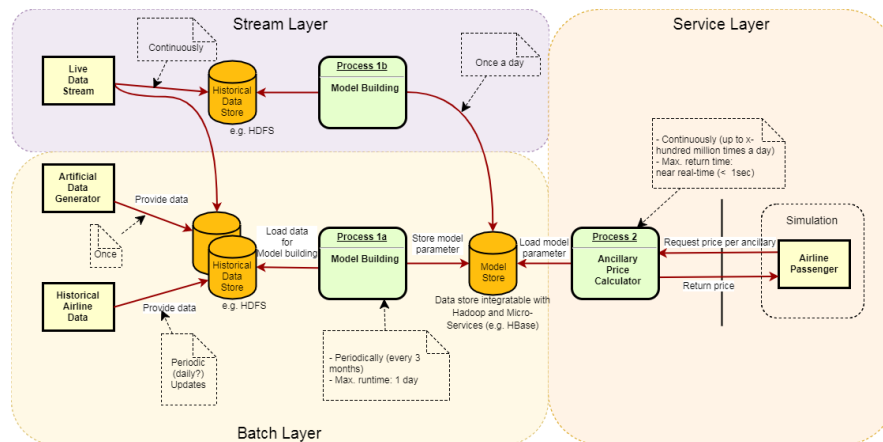 Stream Layer
Service Layer
Continuously
Once a day
Live
Data
Stream
Historical
Data
Store
e.g. HDFS
Process 1b
Model Building
- Continuously (up to x-
hundred million times a day)
- Max. return time:
near real-time (< 1sec)
Artificial
Data
Generator
Provide data
Once
Historical
Data
Store
e.g. HDFS
Load data
for
Model building
Process 1a
Model Building
Store model
parameter
Model
Store
Data store integratable with
Hadoop and Micro-
Services (e.g. HBase)
Load model
parameter
Process 2
Ancillary
Price
Calculator
Request price per ancillary
Return price
Simulation
Airline
Passenger
Historical
Airline
Data
Provide data
Periodic
(daily?)
Updates
- Periodically (every 3
months)
- Max. runtime: 1 day
Batch Layer